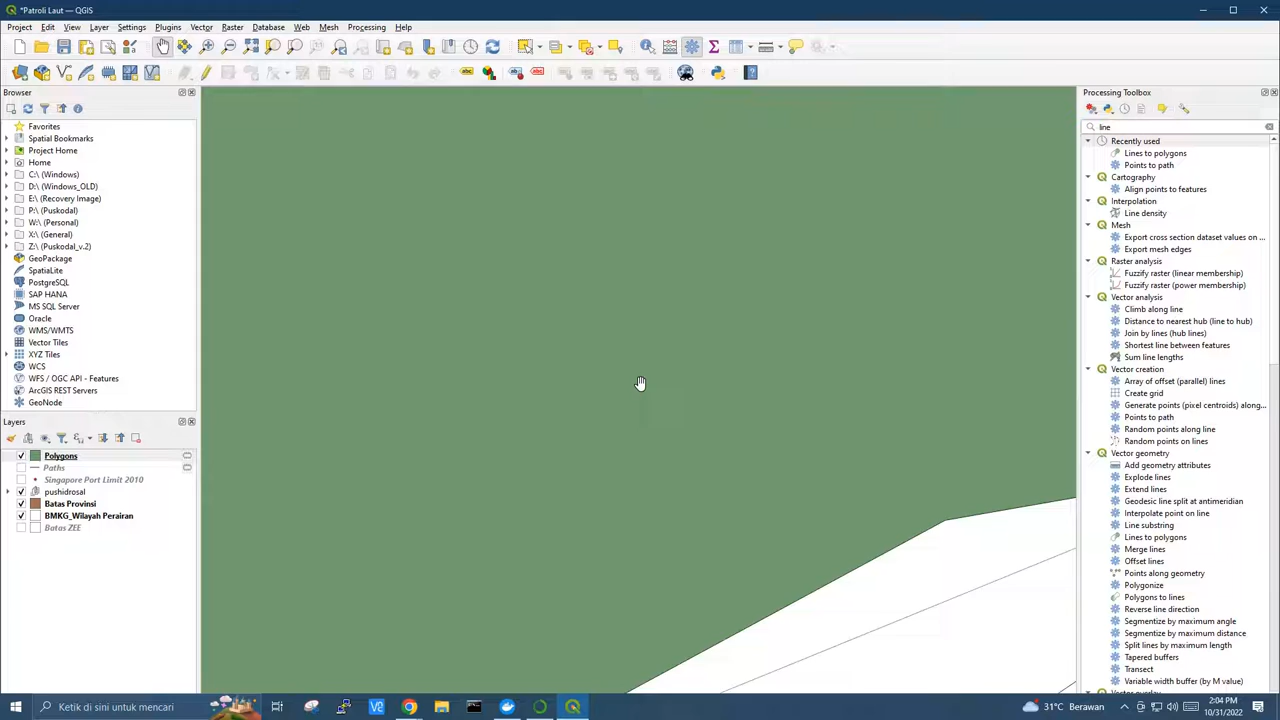 *Patroli Laut — QGIS
Project Edit View Layer Settings Plugins Vector Raster Database Web Mesh Processing Help
Browser
Favorites
Spatial Bookmarks
Project Home
Home
C:\ (Windows)
D:\ (Windows_OLD)
E:\ (Recovery Image)
P:\ (Puskodal)
W:\ (Personal)
X:\ (General)
Z:\ (Puskodal_v.2)
GeoPackage
SpatiaLite
PostgreSQL
SAP HANA
MS SQL Server
Oracle
WMS/WMTS
Vector Tiles
XYZ Tiles
WCS
WFS / OGC API - Features
ArcGIS REST Servers
GeoNode
Layers
Polygons
Paths
Singapore Port Limit 2010
pushidrosal
Batas Provinsi
BMKG_Wilayah Perairan
Batas ZEE
Processing Toolbox
line
Recently used
Lines to polygons
Points to path
Cartography
Align points to features
Interpolation
Line density
Mesh
Export cross section dataset values on ...
Export mesh edges
Raster analysis
Fuzzify raster (linear membership)
Fuzzify raster (power membership)
Vector analysis
Climb along line
Distance to nearest hub (line to hub)
Join by lines (hub lines)
Shortest line between features
Sum line lengths
Vector creation
Array of offset (parallel) lines
Create grid
Generate points (pixel centroids) along...
Points to path
Random points along line
Random points on lines
Vector geometry
Add geometry attributes
Explode lines
Extend lines
Geodesic line split at antimeridian
Interpolate point on line
Line substring
Lines to polygons
Merge lines
Offset lines
Points along geometry
Polygonize
Polygons to lines
Reverse line direction
Segmentize by maximum angle
Segmentize by maximum distance
Split lines by maximum length
Tapered buffers
Transect
Variable width buffer (by M value)
Ketik di sini untuk mencari
31°C Berawan
2:04 PM
10/31/2022